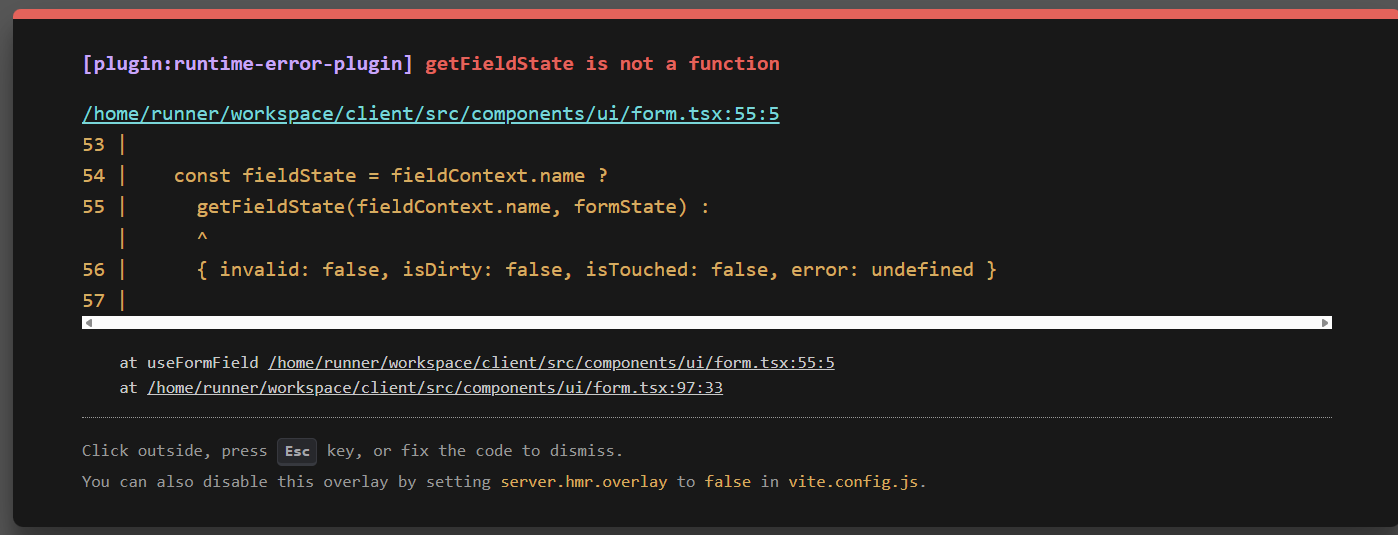 [plugin:runtime-error-plugin] getFieldState is not a function
/home/runner/workspace/client/src/components/ui/form.tsx:55:5
53 |
54 |    const fieldState = fieldContext.name ?
55 |      getFieldState(fieldContext.name, formState) :
   |      ^
56 |      { invalid: false, isDirty: false, isTouched: false, error: undefined }
57 |
at useFormField /home/runner/workspace/client/src/components/ui/form.tsx:55:5
at /home/runner/workspace/client/src/components/ui/form.tsx:97:33
Click outside, press Esc key, or fix the code to dismiss.
You can also disable this overlay by setting server.hmr.overlay to false in vite.config.js.